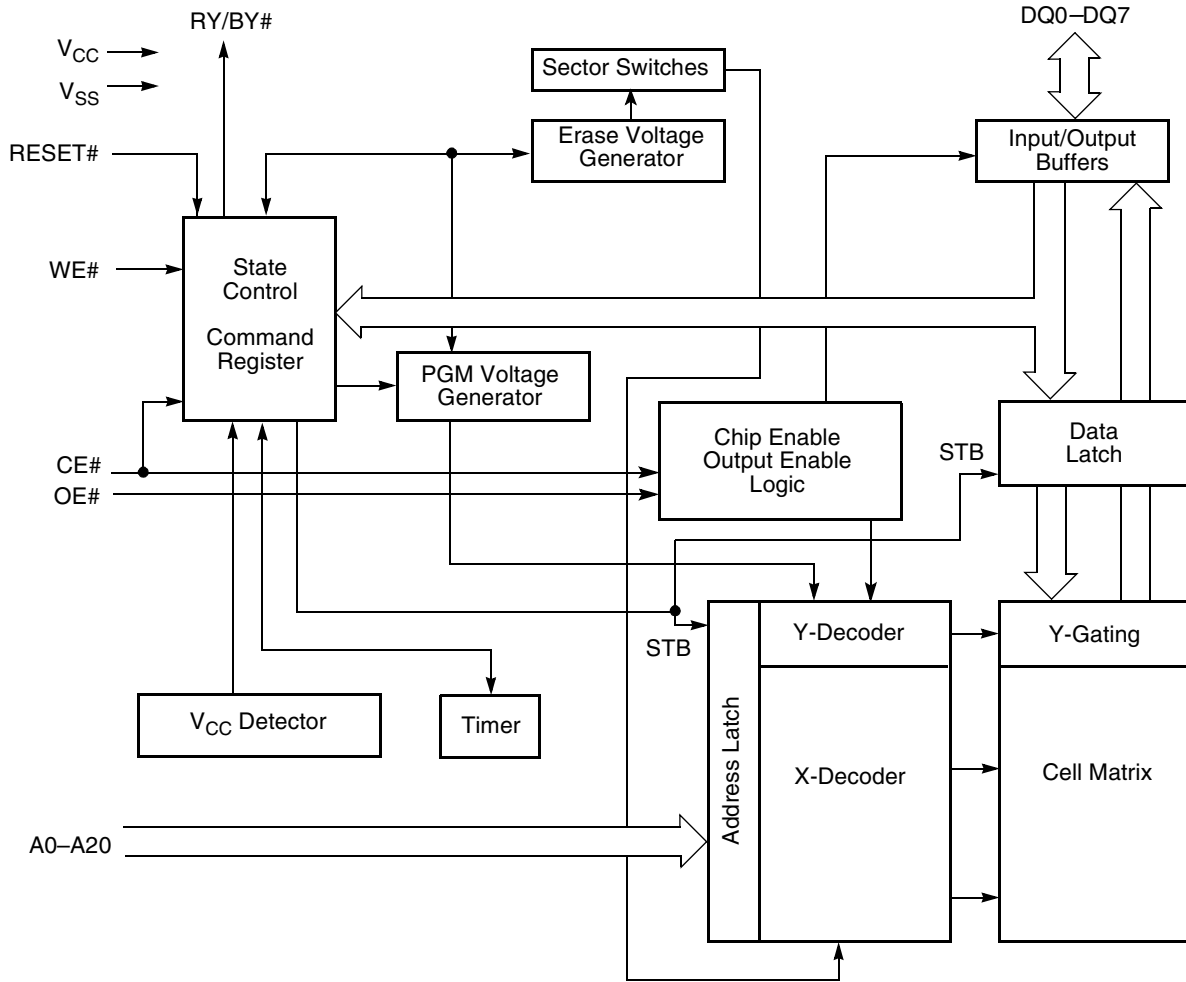 RY/BY#
DQ0–DQ7
VCC
VSS
Sector Switches
RESET#
Erase Voltage
Generator
Input/Output
Buffers
WE#
State
Control
Command
Register
PGM Voltage
Generator
CE#
OE#
Chip Enable
Output Enable
Logic
STB
Data
Latch
STB
Y-Decoder
Y-Gating
VCC Detector
Timer
Address Latch
X-Decoder
Cell Matrix
A0–A20